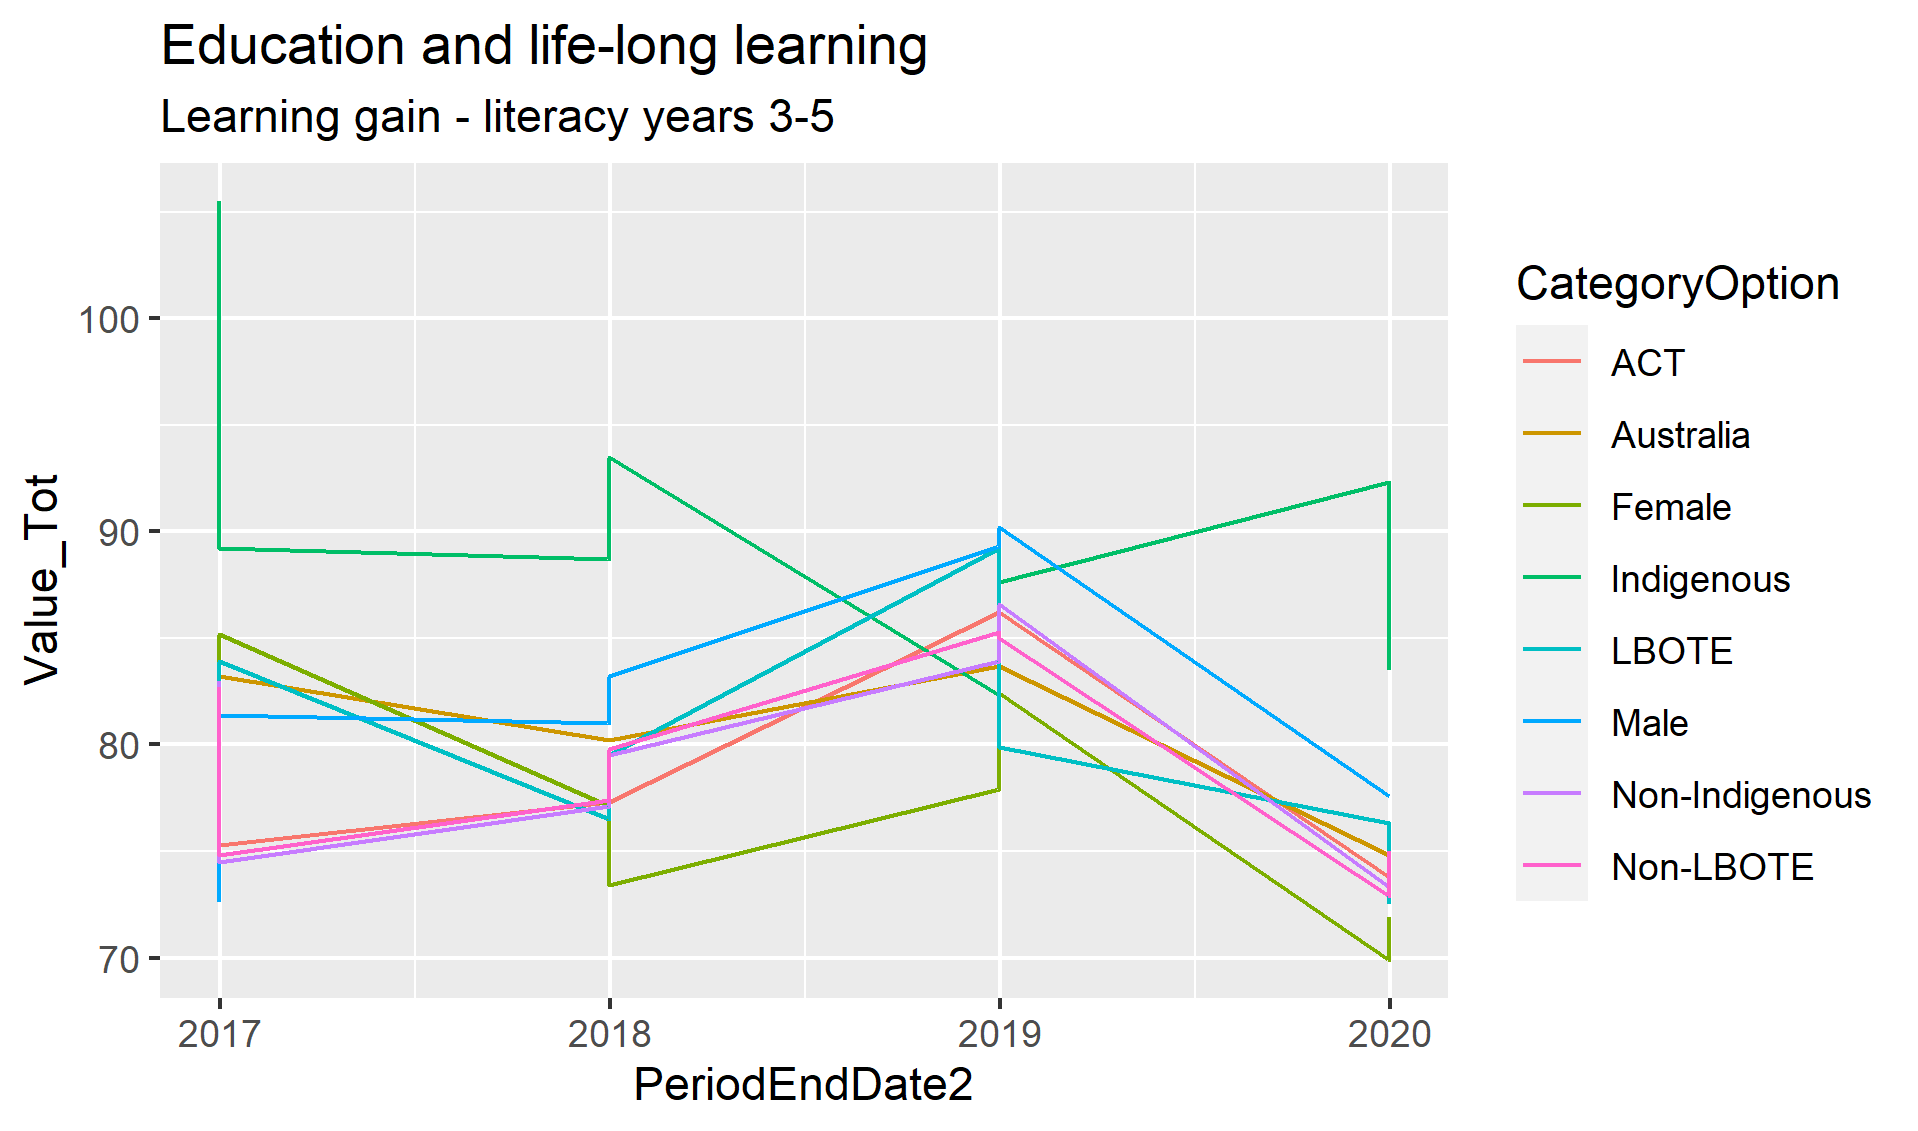 Education and life-long learning
Learning gain - literacy years 3-5
Value_Tot
100
90
80
70
2017 2018 2019 2020
PeriodEndDate2
CategoryOption
ACT
Australia
Female
Indigenous
LBOTE
Male
Non-Indigenous
Non-LBOTE